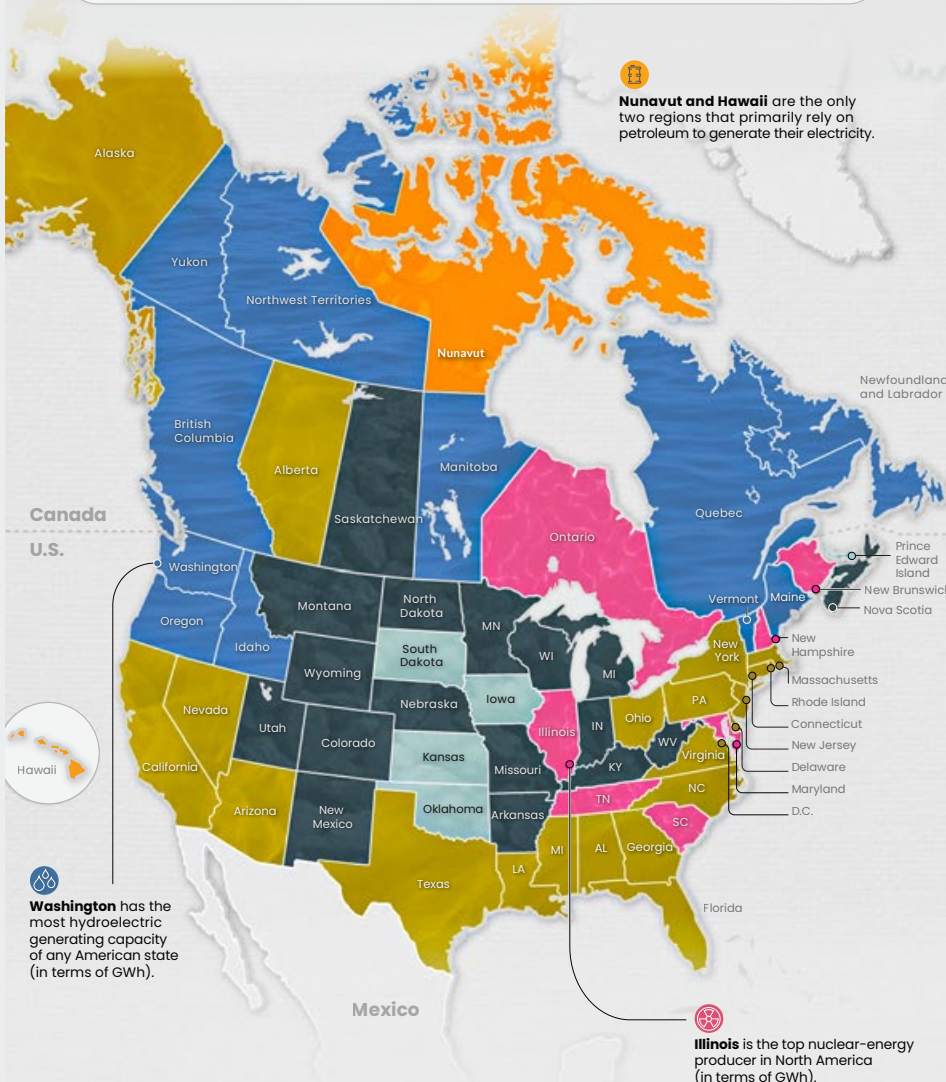 Nunavut and Hawaii are the only
two regions that primarily rely on
petroleum to generate their electricity.
Alaska
Yukon
Northwest Territories
Nunavut
Newfoundland
and Labrador
British
Columbia
Alberta
Manitoba
Saskatchewan
Quebec
Ontario
Canada
U.S.
Prince
Edward
Island
New Brunswick
Nova Scotia
Washington
Montana
North
Dakota
MN
Vermont
Maine
Oregon
Idaho
Wyoming
South
Dakota
WI
MI
New
York
New
Hampshire
Massachusetts
Rhode Island
Connecticut
New Jersey
Delaware
Maryland
D.C.
Nevada
Utah
Colorado
Nebraska
Iowa
Illinois
IN
Ohio
PA
WV
Virginia
Hawaii
California
Kansas
Missouri
KY
Arizona
New
Mexico
Oklahoma
Arkansas
TN
NC
SC
Texas
LA
MI
AL
Georgia
Florida
Washington has the
most hydroelectric
generating capacity
of any American state
(in terms of GWh).
Mexico
Illinois is the top nuclear-energy
producer in North America
(in terms of GWh).